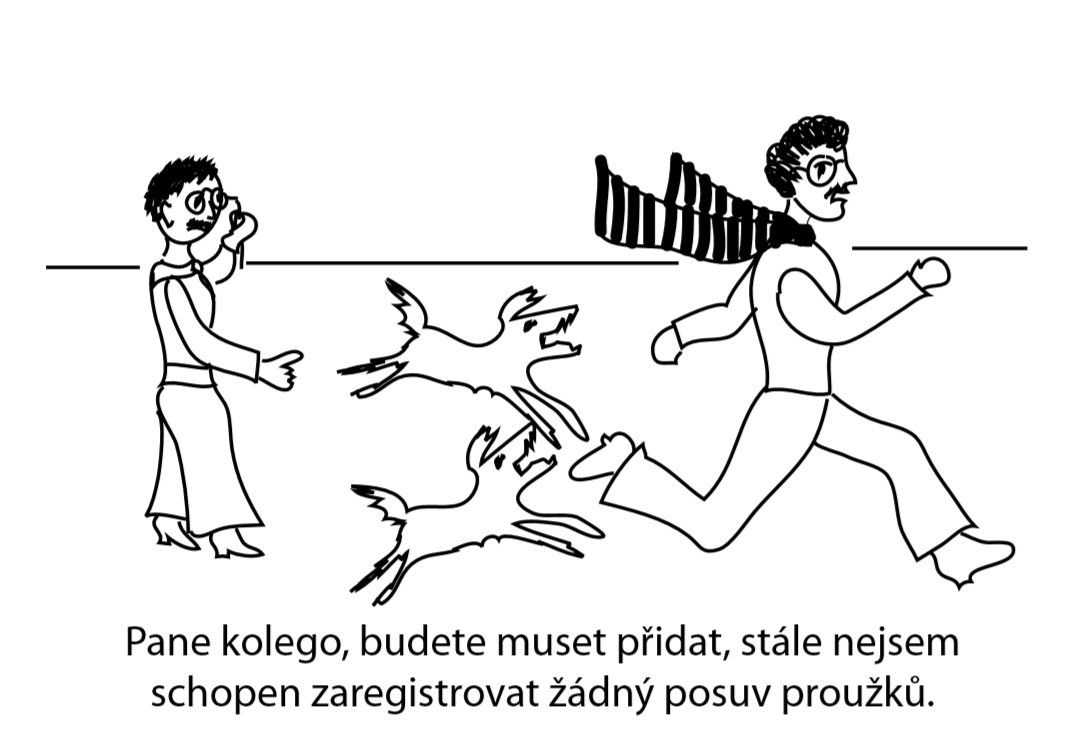 Pane kolego, budete muset přidat, stále nejsem
schopen zaregistrovat žádný posuv proužků.